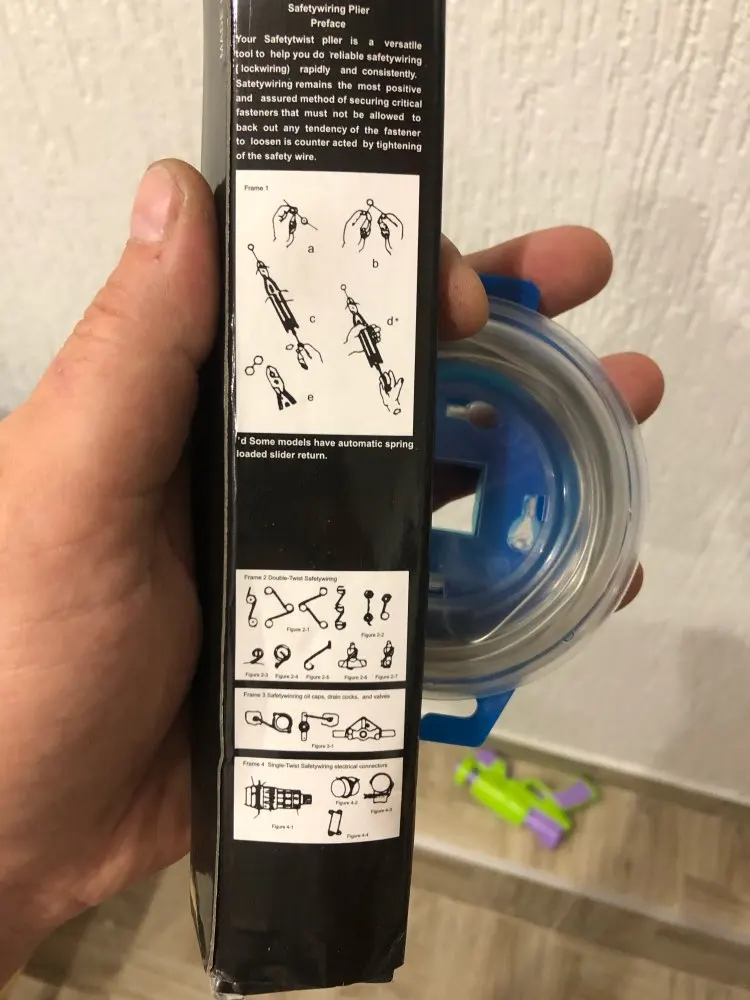 Safetywiring Plier
Preface
Your Safetytwist plier is a versatile
tool to help you do reliable safetywiring
( lockwiring) rapidly and consistently.
Satetywiring remains the most positive
and assured method of securing critical
fasteners that must not be allowed to
back out any tendency of the fastener
to loosen is counter acted by tightening
of the safety wire.
Frame 1
a
b
c
d*
e
*d Some models have automatic spring
loaded slider return.
Frame 2 Double-Twist Safetywiring
Figure 2-1
Figure 2-2
Figure 2-3 Figure 2-4 Figure 2-5 Figure 2-6 Figure 2-7
Frame 3 Safetywinring oil caps, drain cocks, and valves
Figure 3-1
Frame 4 Single-Twist Safetywiring electrical connectors
Figure 4-1
Figure 4-2
Figure 4-3
Figure 4-4